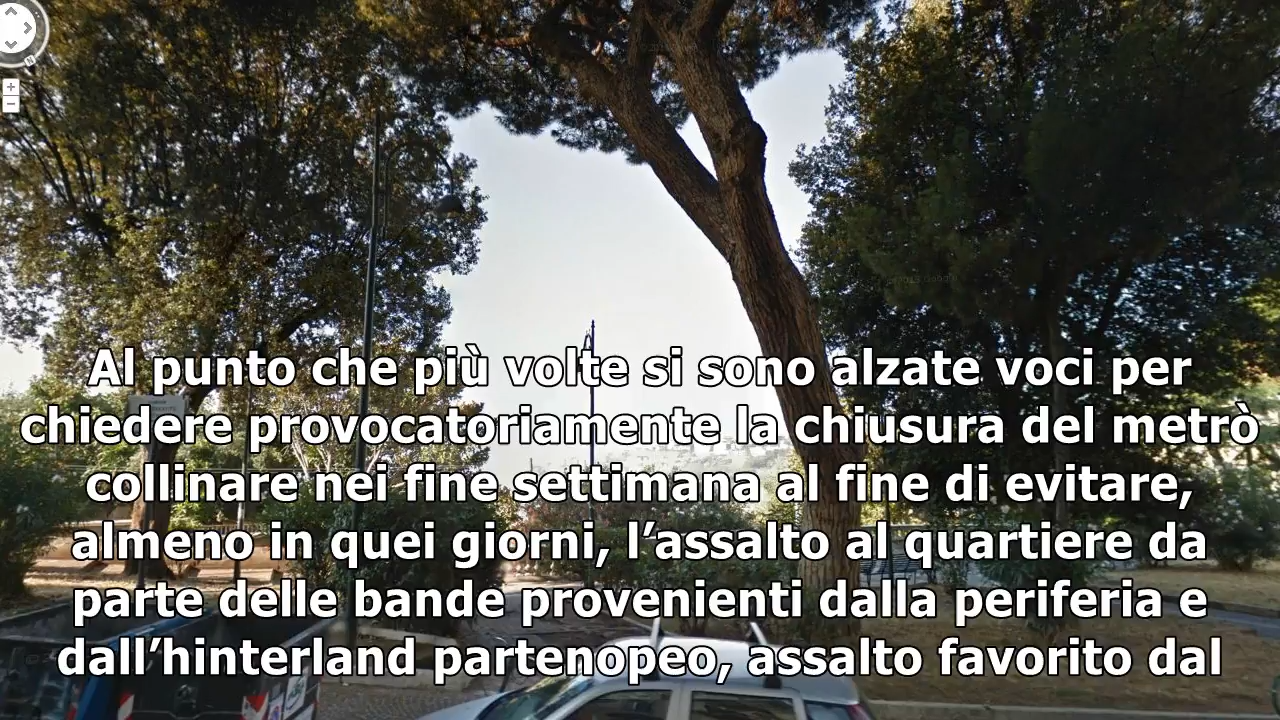 Al punto che più volte si sono alzate voci per
chiedere provocatoriamente la chiusura del metrò
collinare nei fine settimana al fine di evitare,
almeno in quei giorni, l’assalto al quartiere da
parte delle bande provenienti dalla periferia e
dall’hinterland partenopeo, assalto favorito dal